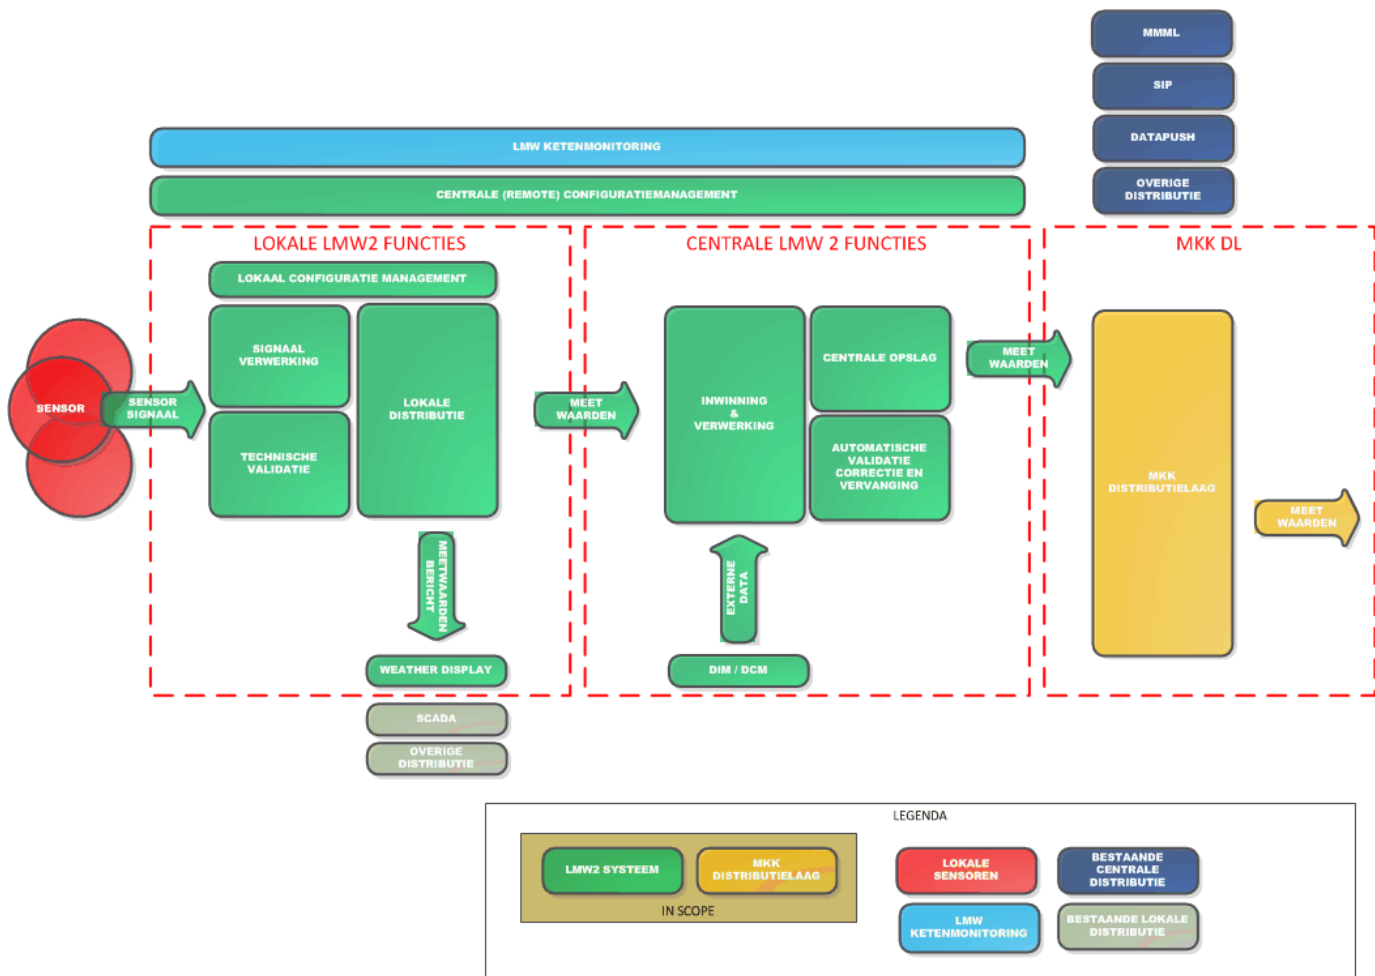 MMML
SIP
DATAPUSH
OVERIGE
DISTRIBUTIE
LMW KETENMONITORING
CENTRALE (REMOTE) CONFIGURATIEMANAGEMENT
LOKALE LMW2 FUNCTIES
CENTRALE LMW 2 FUNCTIES
MKK DL
LOKAAL CONFIGURATIE MANAGEMENT
SIGNAAL
VERWERKING
TECHNISCHE
VALIDATIE
LOKALE
DISTRIBUTIE
SENSOR
SENSOR
SIGNAAL
MEET
WAARDEN
INWINNING
&
VERWERKING
CENTRALE OPSLAG
AUTOMATISCHE
VALIDATIE
CORRECTIE EN
VERVANGING
MEET
WAARDEN
MKK
DISTRIBUTIELAAG
MEET
WAARDEN
MEETWAARDEN
BERICHT
EXTERNE
DATA
WEATHER DISPLAY
DIM / DCM
SCADA
OVERIGE
DISTRIBUTIE
LEGENDA
LMW2 SYSTEEM
MKK
DISTRIBUTIELAAG
IN SCOPE
LOKALE
SENSOREN
BESTAANDE
CENTRALE
DISTRIBUTIE
LMW
KETENMONITORING
BESTAANDE LOKALE
DISTRIBUTIE